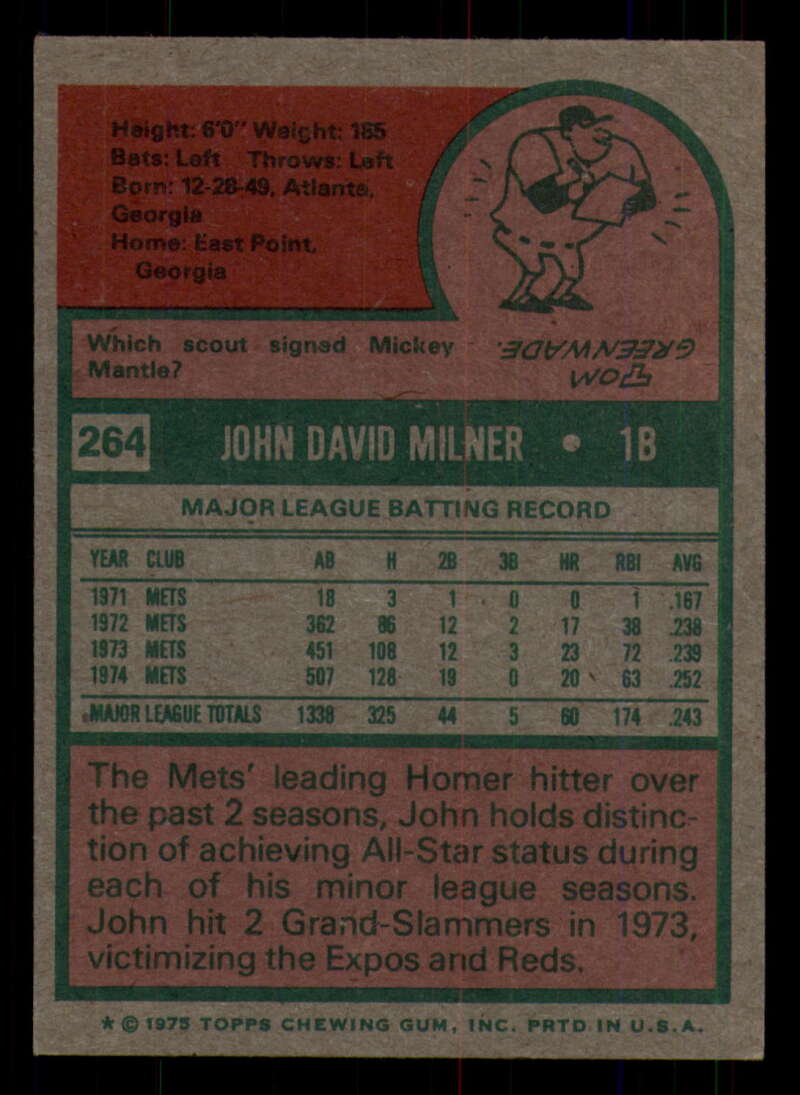 Height: 6'0" Weight: 185
Bats: Left Throws: Left
Born: 12-28-49, Atlanta,
Georgia
Home: East Point,
Georgia
Which scout signed Mickey
Mantle?
TOM
GREENWADE.
264 JOHN DAVID MILNER • 1B
MAJOR LEAGUE BATTING RECORD
YEAR CLUB AB H 2B 3B HR RBI AVG
1971 METS 18 3 1 0 0 1 .167
1972 METS 362 86 12 2 17 38 .238
1973 METS 451 108 12 3 23 72 .239
1974 METS 507 128 19 0 20 63 .252
MAJOR LEAGUE TOTALS 1338 325 44 5 60 174 .243
The Mets' leading Homer hitter over
the past 2 seasons, John holds distinc-
tion of achieving All-Star status during
each of his minor league seasons.
John hit 2 Grand-Slammers in 1973,
victimizing the Expos and Reds.
* © 1975 TOPPS CHEWING GUM, INC. PRTD IN U.S.A.